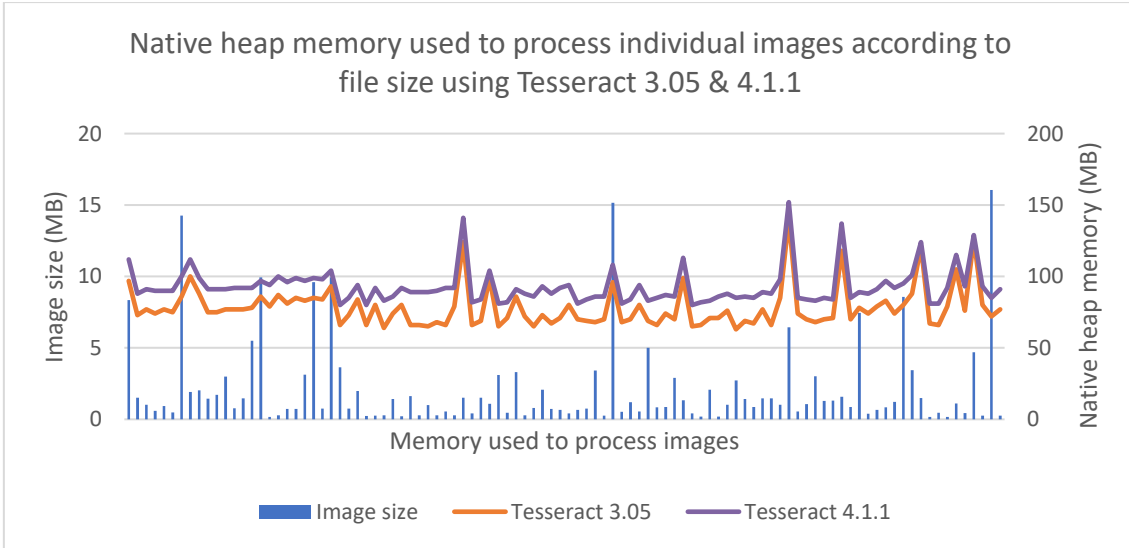 Native heap memory used to process individual images according to
file size using Tesseract 3.05 & 4.1.1
20
15
10
5
0
Image size (MB)
200
150
100
50
0
Native heap memory (MB)
Memory used to process images
Image size
Tesseract 3.05
Tesseract 4.1.1